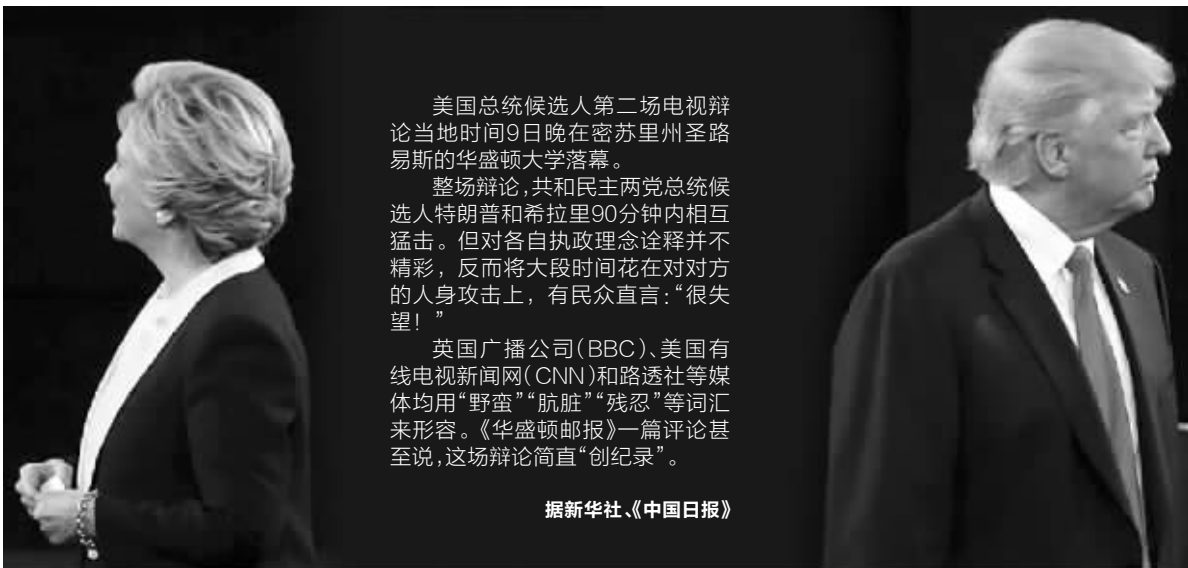 美国总统候选人第二场电视辩
论当地时间9日晚在密苏里州圣路
易斯的华盛顿大学落幕。
整场辩论,共和民主两党总统候
选人特朗普和希拉里90分钟内相互
猛击。但对各自执政理念诠释并不
精彩，反而将大段时间花在对对方
的人身攻击上，有民众直言:“很失
望！”
英国广播公司(BBC)、美国有
线电视新闻网(CNN)和路透社等媒
体均用“野蛮”“肮脏”“残忍”等词汇
来形容。《华盛顿邮报》一篇评论甚
至说,这场辩论简直“创纪录”。
据新华社、《中国日报》